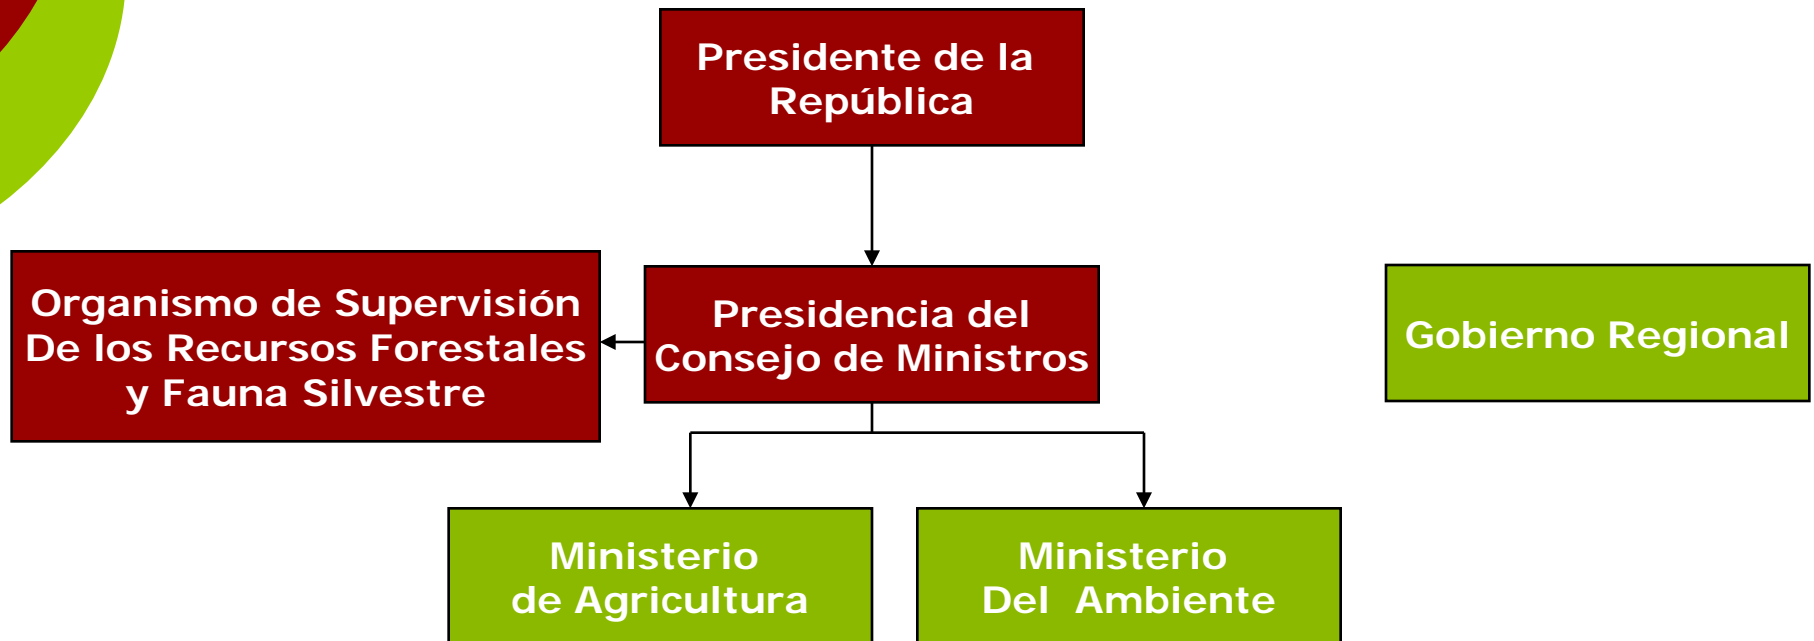 Presidente de la
República
Organismo de Supervisión
De los Recursos Forestales
y Fauna Silvestre
Presidencia del
Consejo de Ministros
Gobierno Regional
Ministerio
de Agricultura
Ministerio
Del Ambiente